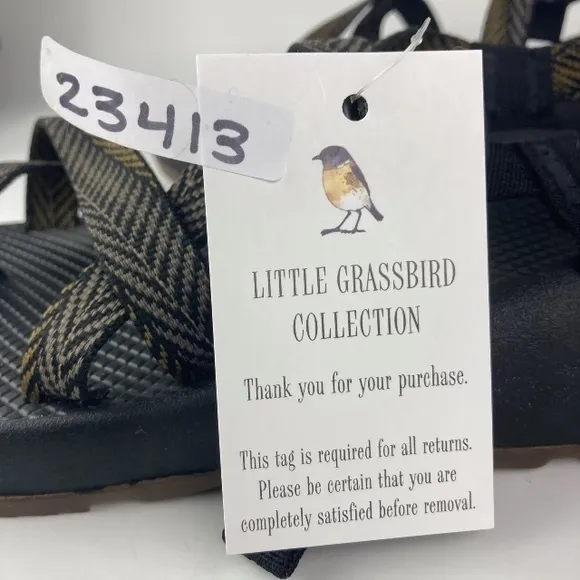 23413
LITTLE GRASSBIRD
COLLECTION
Thank you for your purchase.
This tag is required for all returns.
Please be certain that you are
completely satisfied before removal.